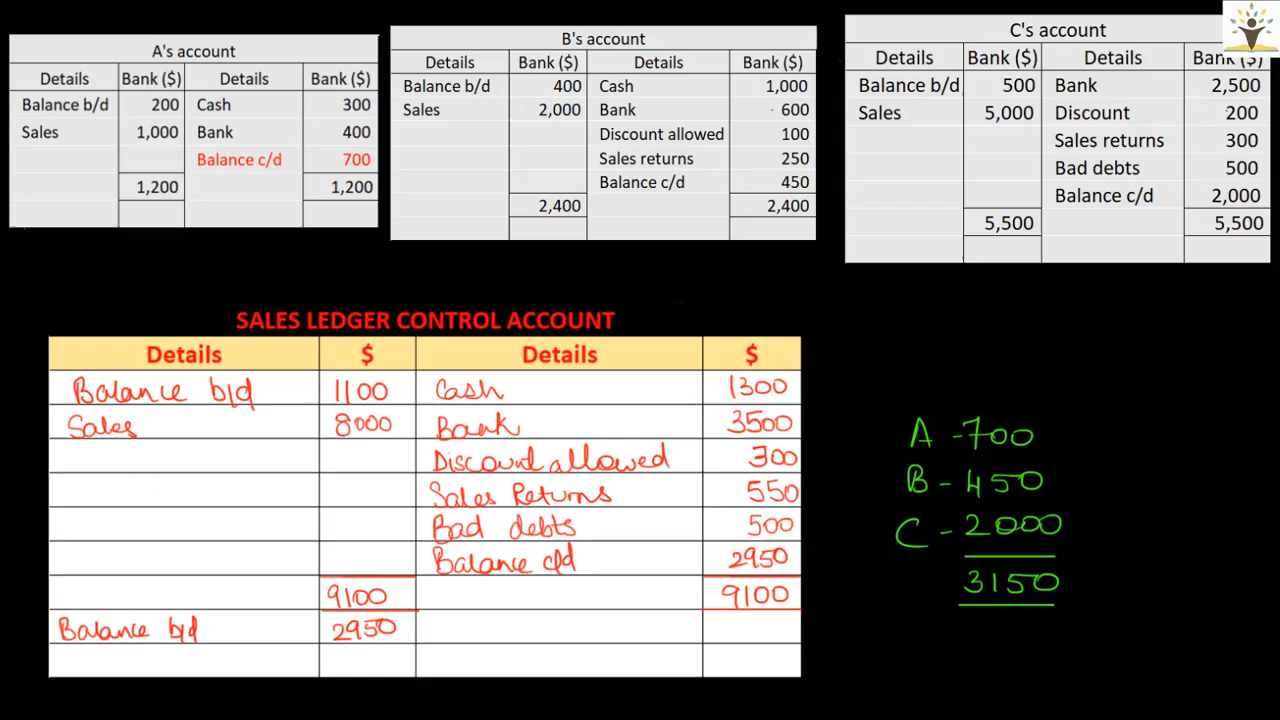 A's account
Details Bank ($) Details Bank ($)
Balance b/d 200 Cash 300
Sales 1,000 Bank 400
Balance c/d 700
1,200 1,200
B's account
Details Bank ($) Details Bank ($)
Balance b/d 400 Cash 1,000
Sales 2,000 Bank 600
Discount allowed 100
Sales returns 250
Balance c/d 450
2,400 2,400
C's account
Details Bank ($) Details Bank ($)
Balance b/d 500 Bank 2,500
Sales 5,000 Discount 200
Sales returns 300
Bad debts 500
Balance c/d 2,000
5,500 5,500
SALES LEDGER CONTROL ACCOUNT
Details $ Details $
Balance b/d 1100 Cash 1300
Sales 8000 Bank 3500
Discount allowed 300
Sales Returns 550
Bad debts 500
Balance c/d 2950
9100 9100
Balance b/d 2950
A - 700
B - 450
C - 2000
3150